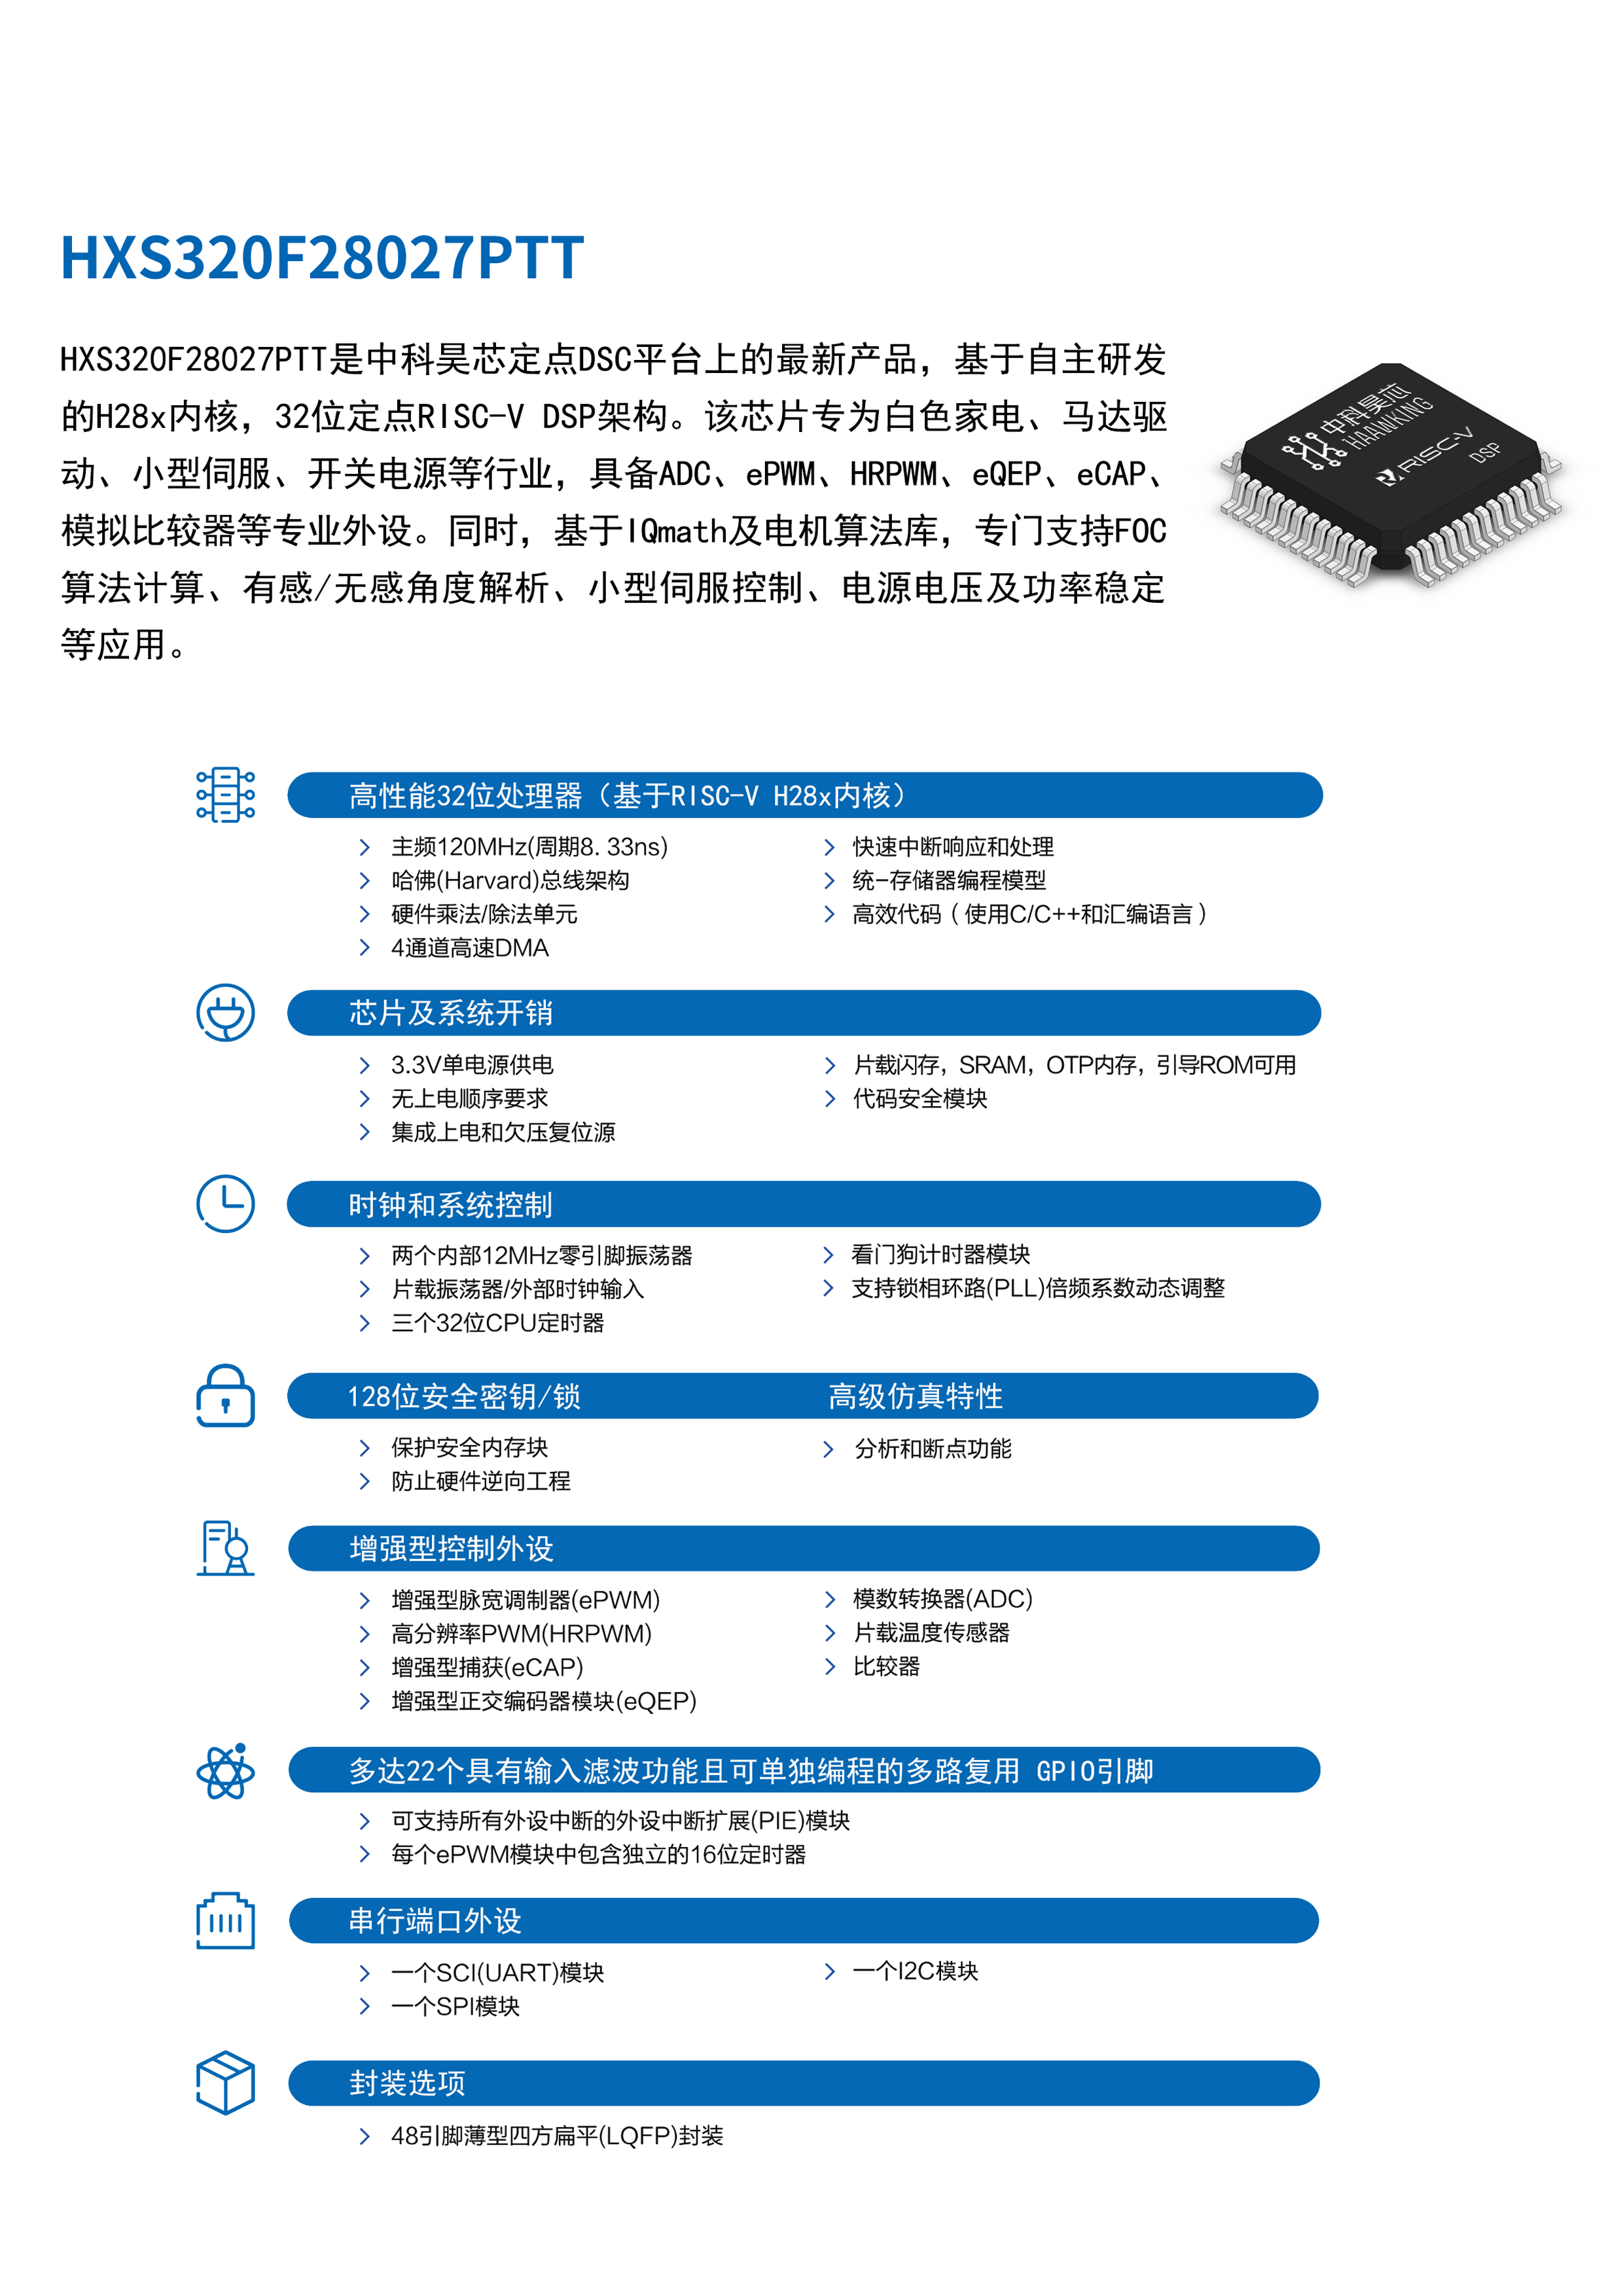 HXS320F28027PTT
HXS320F28027PTT是中科昊芯定点DSC平台上的最新产品，基于自主研发
的H28x内核，32位定点RISC-V DSP架构。该芯片专为白色家电、马达驱
动、小型伺服、开关电源等行业，具备ADC、ePWM、HRPWM、eQEP、eCAP、
模拟比较器等专业外设。同时，基于IQmath及电机算法库，专门支持FOC
算法计算、有感/无感角度解析、小型伺服控制、电源电压及功率稳定
等应用。
中科昊芯
HAAWKING
RISC-V
DSP
高性能32位处理器（基于RISC-V H28x内核）
主频120MHz(周期8. 33ns)
哈佛(Harvard)总线架构
硬件乘法/除法单元
4通道高速DMA
快速中断响应和处理
统-存储器编程模型
高效代码（使用C/C++和汇编语言）
芯片及系统开销
3.3V单电源供电
无上电顺序要求
集成上电和欠压复位源
片载闪存，SRAM，OTP内存，引导ROM可用
代码安全模块
时钟和系统控制
两个内部12MHz零引脚振荡器
片载振荡器/外部时钟输入
三个32位CPU定时器
看门狗计时器模块
支持锁相环路(PLL)倍频系数动态调整
128位安全密钥/锁
保护安全内存块
防止硬件逆向工程
高级仿真特性
分析和断点功能
增强型控制外设
增强型脉宽调制器(ePWM)
高分辨率PWM(HRPWM)
增强型捕获(eCAP)
增强型正交编码器模块(eQEP)
模数转换器(ADC)
片载温度传感器
比较器
多达22个具有输入滤波功能且可单独编程的多路复用 GPIO引脚
可支持所有外设中断的外设中断扩展(PIE)模块
每个ePWM模块中包含独立的16位定时器
串行端口外设
一个SCI(UART)模块
一个SPI模块
一个I2C模块
封装选项
48引脚薄型四方扁平(LQFP)封装